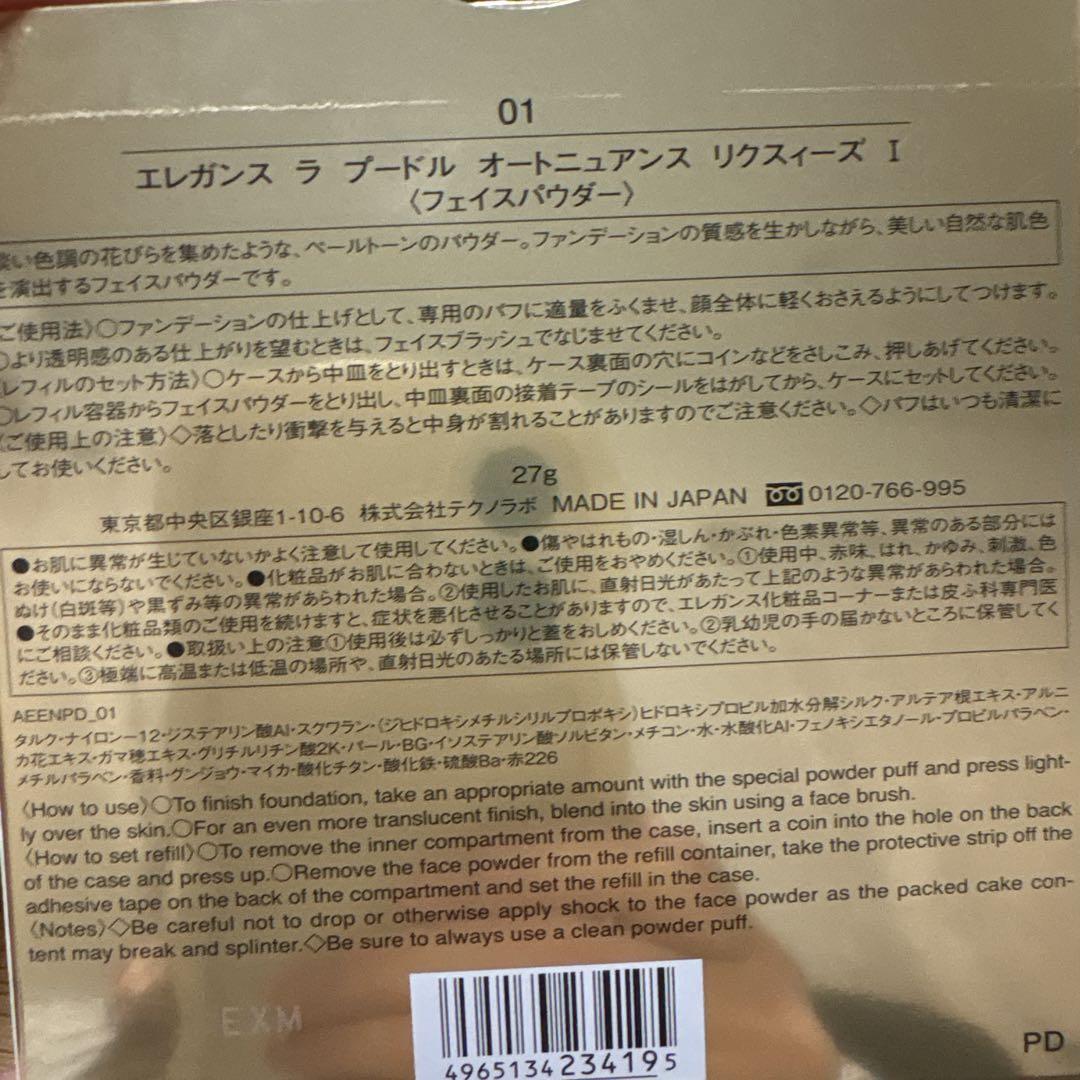 01
エレガンス ラ プードル オートニュアンス リクスィーズ I
〈フェイスパウダー〉
い色調の花びらを集めたような、ペールトーンのパウダー。ファンデーションの質感を生かしながら、美しい自然な肌色
を演出するフェイスパウダーです。
ご使用法〉○ファンデーションの仕上げとして、専用のパフに適量をふくませ、顔全体に軽くおさえるようにしてつけます。
○より透明感のある仕上がりを望むときは、フェイスブラッシュでなじませてください。
〈レフィルのセット方法〉○ケースから中皿をとり出すときは、ケース裏面の穴にコインなどをさしこみ、押しあげてください。
○レフィル容器からフェイスパウダーをとり出し、中皿裏面の接着テープのシールをはがしてから、ケースにセットしてください。
〈ご使用上の注意〉◇落としたり衝撃を与えると中身が割れることがありますのでご注意ください。◇パフはいつも清潔に
してお使いください。
27g
東京都中央区銀座1-10-6 株式会社テクノラボ MADE IN JAPAN 0120-766-995
●お肌に異常が生じていないかよく注意して使用してください。●傷やはれもの・湿しん・かぶれ・色素異常等、異常のある部分には
お使いにならないでください。●化粧品がお肌に合わないときは、ご使用をおやめください。①使用中、赤味、はれ、かゆみ、刺激、色
ぬけ(白斑等)や黒ずみ等の異常があらわれた場合。②使用したお肌に、直射日光があたって上記のような異常があらわれた場合。
●そのまま化粧品類のご使用を続けますと、症状を悪化させることがありますので、エレガンス化粧品コーナーまたは皮ふ科専門医
にご相談ください。●取扱い上の注意①使用後は必ずしっかりと蓋をおしめください。②乳幼児の手の届かないところに保管してく
ださい。③極端に高温または低温の場所や、直射日光のあたる場所には保管しないでください。
AEENPD_01
タルク・ナイロン－12・ジステアリン酸Al・スクワラン・(ジヒドロキシメチルシリルプロポキシ)ヒドロキシプロピル加水分解シルク・アルテア根エキス・アルニ
カ花エキス・ガマ穂エキス・グリチルリチン酸2K・パール・BG・イソステアリン酸ソルビタン・メチコン・水・水酸化Al・フェノキシエタノール・プロピルパラベン・
メチルパラベン・香料・グンジョウ・マイカ・酸化チタン・酸化鉄・硫酸Ba・赤226
〈How to use〉○To finish foundation, take an appropriate amount with the special powder puff and press light-
ly over the skin.○For an even more translucent finish, blend into the skin using a face brush.
〈How to set refill〉○To remove the inner compartment from the case, insert a coin into the hole on the back
of the case and press up.○Remove the face powder from the refill container, take the protective strip off the
adhesive tape on the back of the compartment and set the refill in the case.
〈Notes〉◇Be careful not to drop or otherwise apply shock to the face powder as the packed cake con-
tent may break and splinter.◇Be sure to always use a clean powder puff.
EXM
PD
4965134234195